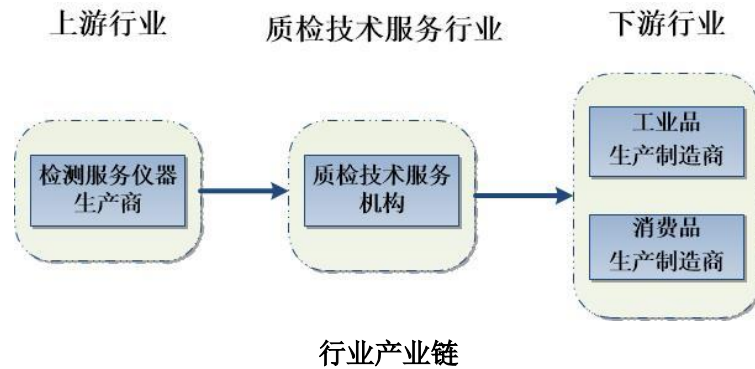 上游行业
质检技术服务行业
下游行业
检测服务仪器
生产商
质检技术服务
机构
工业品
生产制造商
消费品
生产制造商
行业产业链